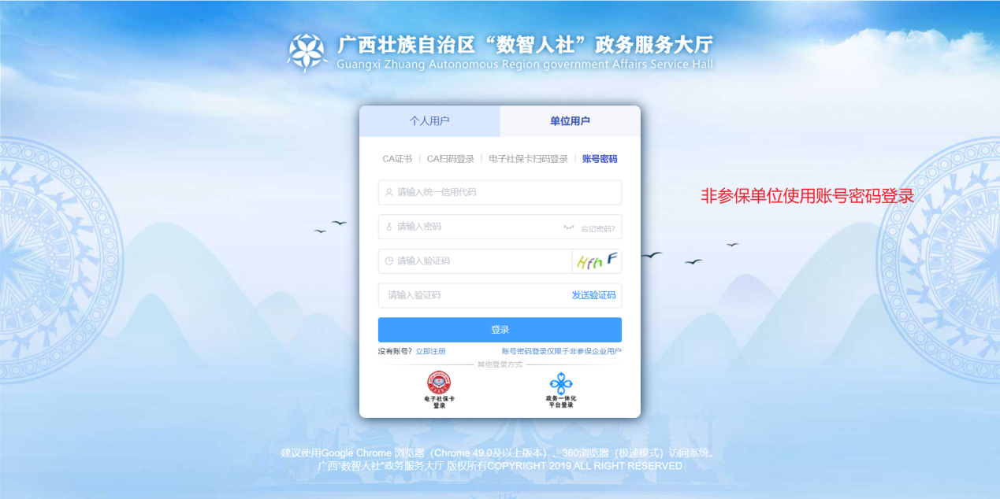 广西壮族自治区“数智人社”政务服务大厅
Guangxi Zhuang Autonomous Region government Affairs Service Hall
个人用户 单位用户
CA证书 CA扫码登录 电子社保卡扫码登录 账号密码
请输入统一信用代码
非参保单位使用账号密码登录
请输入密码 忘记密码?
请输入验证码 Hfh F
请输入验证码 发送验证码
登录
没有账号? 立即注册 账号密码登录仅限于非参保企业用户
其他登录方式
电子社保卡 政务一体化
登录 平台登录
建议使用Google Chrome 浏览器（Chrome 49.0及以上版本）、360浏览器（极速模式）访问系统。
广西“数智人社”政务服务大厅 版权所有COPYRIGHT 2019 ALL RIGHT RESERVED